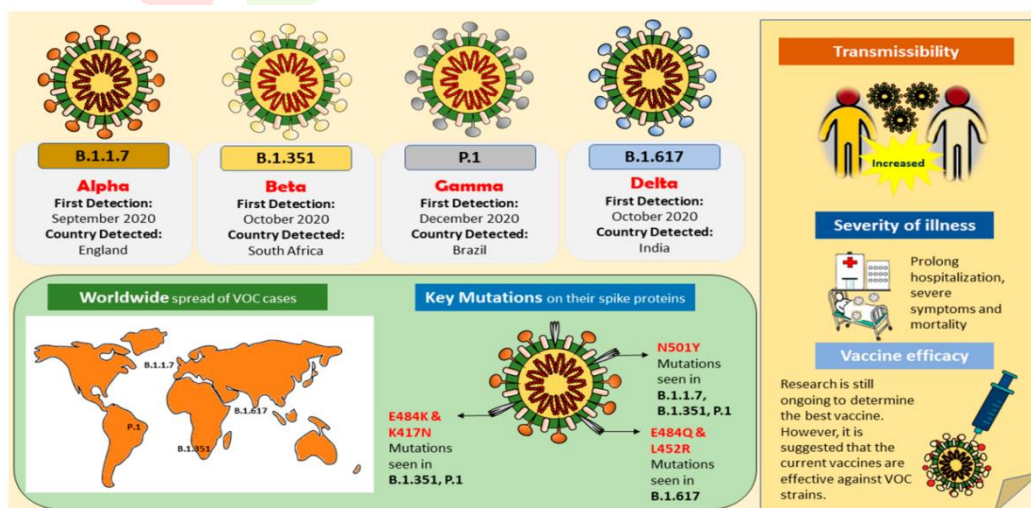 B.1.1.7
Alpha
First Detection:
September 2020
Country Detected:
England
B.1.351
Beta
First Detection:
October 2020
Country Detected:
South Africa
P.1
Gamma
First Detection:
December 2020
Country Detected:
Brazil
B.1.617
Delta
First Detection:
October 2020
Country Detected:
India
Worldwide spread of VOC cases
B.1.1.7
B.1.617
P.1
B.1.351
Key Mutations on their spike proteins
N501Y
Mutations
seen in
B.1.1.7,
B.1.351, P.1
E484K &
K417N
Mutations
seen in
B.1.351, P.1
E484Q &
L452R
Mutations
seen in
B.1.617
Transmissibility
Increased
Severity of illness
Prolong
hospitalization,
severe
symptoms and
mortality
Vaccine efficacy
Research is still
ongoing to determine
the best vaccine.
However, it is
suggested that the
current vaccines are
effective against VOC
strains.